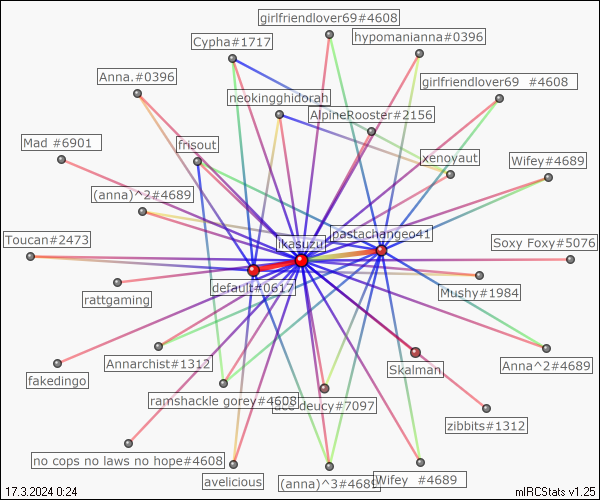 girlfriendlover69#4608
hypomanianna#0396
Cypha#1717
Anna.#0396
girlfriendlover69 #4608
neokingghidorah
AlpineRooster#2156
Mad #6901
frisout
xenoyaut
Wifey#4689
(anna)^2#4689
Toucan#2473
ikasuzu
pastachangeo41
Soxy Foxy#5076
default#0617
Mushy#1984
rattgaming
Annarchist#1312
Skalman
Anna^2#4689
fakedingo
ramshackle gorey#4608
ace deucy#7097
zibbits#1312
no cops no laws no hope#4608
avelicious
(anna)^3#4689
Wifey #4689
17.3.2024 0:24
mIRCStats v1.25